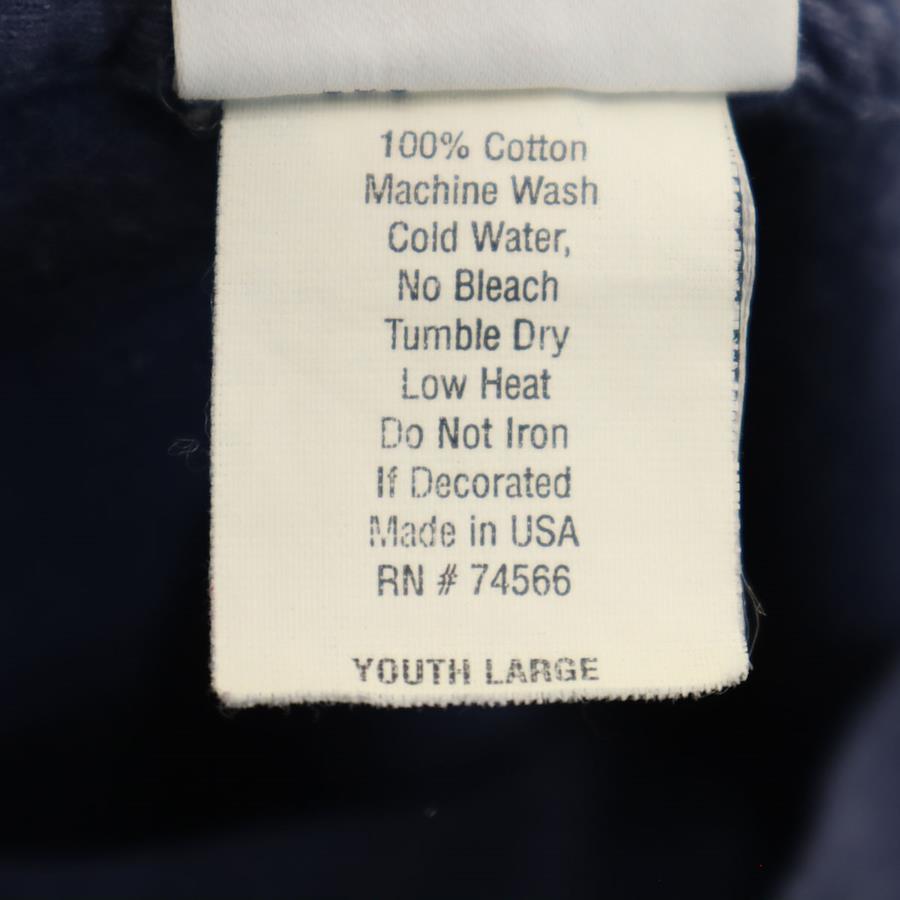 100% Cotton
Machine Wash
Cold Water,
No Bleach
Tumble Dry
Low Heat
Do Not Iron
If Decorated
Made in USA
RN # 74566
YOUTH LARGE